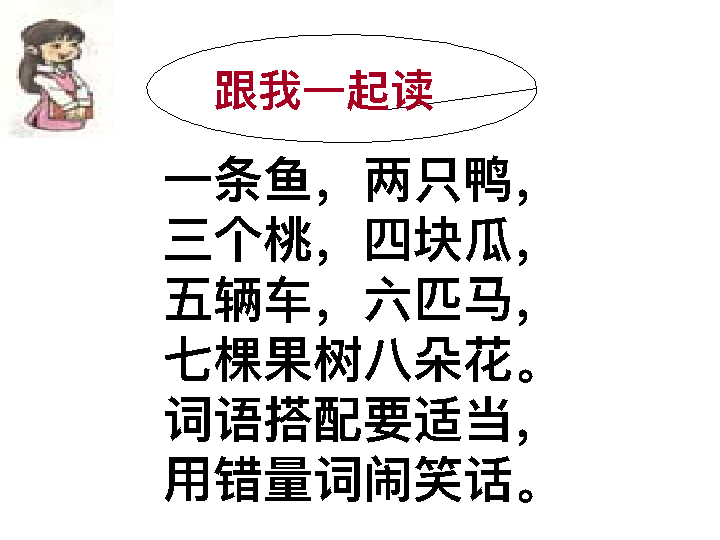 跟我一起读
一条鱼，两只鸭，
三个桃，四块瓜，
五辆车，六匹马，
七棵果树八朵花。
词语搭配要适当，
用错量词闹笑话。